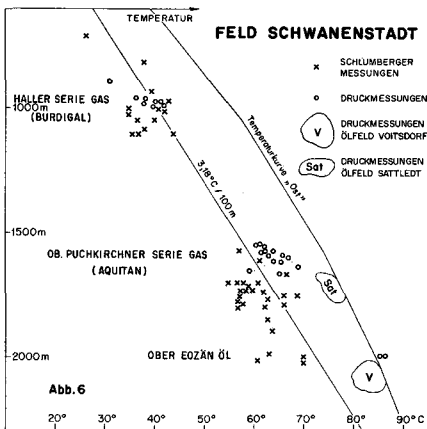 TEMPERATUR
FELD SCHWANENSTADT
× SCHLUMBERGER
MESSUNGEN
o DRUCKMESSUNGEN
V DRUCKMESSUNGEN
ÖLFELD VOITSDORF
Sat DRUCKMESSUNGEN
ÖLFELD SATTLEDT
HALLER SERIE GAS
(BURDIGAL)
1000m
Temperaturkurve „Ost"
3,18°C / 100 m
1500m
OB. PUCHKIRCHNER SERIE GAS
(AQUITAN)
Sat
2000m
OBER EOZÄN ÖL
V
Abb.6
10° 20° 30° 40° 50° 60° 70° 80° 90° C